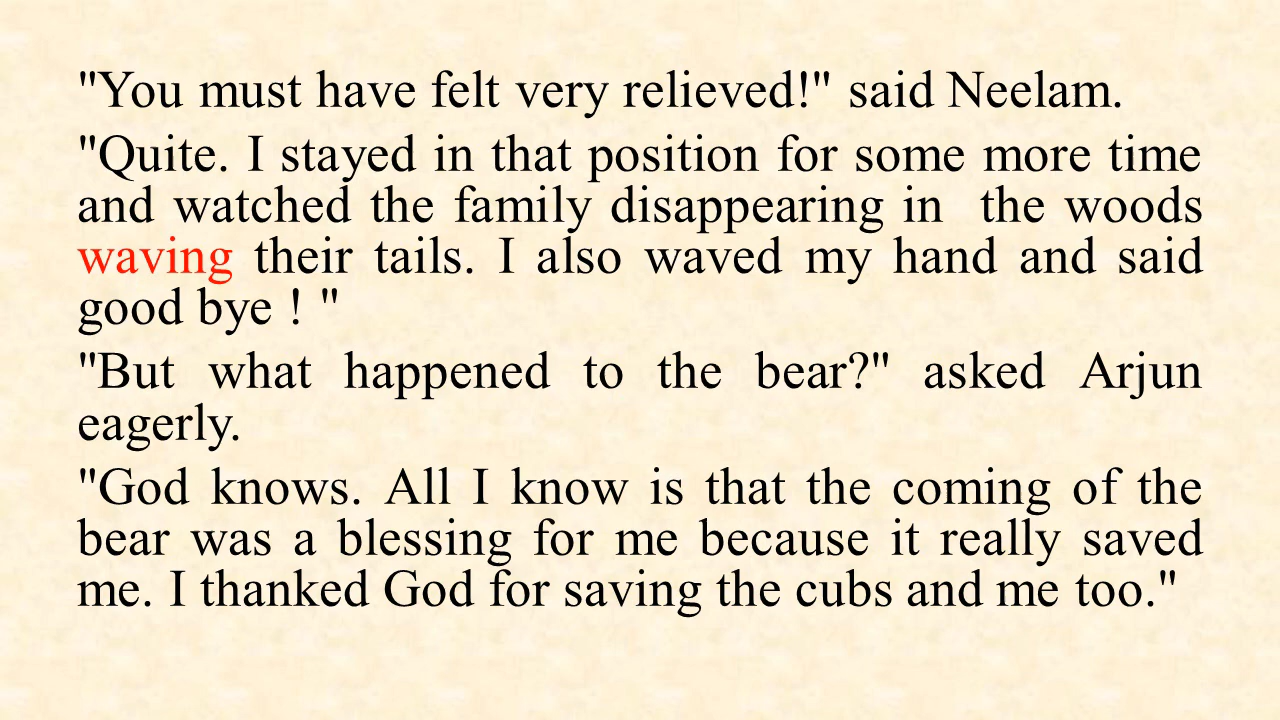 "You must have felt very relieved!" said Neelam.
"Quite. I stayed in that position for some more time
and watched the family disappearing in  the woods
waving their tails. I also waved my hand and said
good bye ! "
"But what happened to the bear?" asked Arjun
eagerly.
"God knows. All I know is that the coming of the
bear was a blessing for me because it really saved
me. I thanked God for saving the cubs and me too."